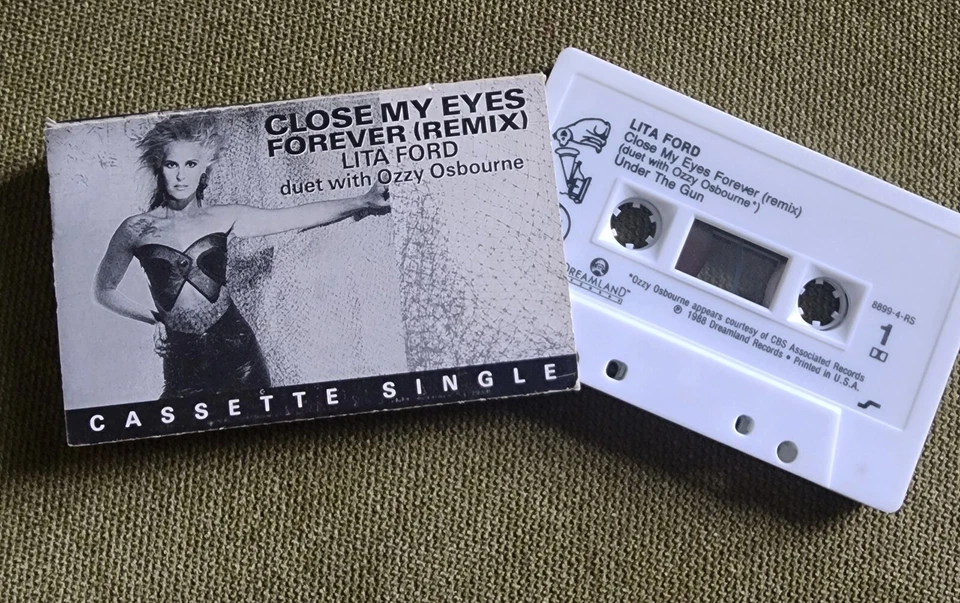 CLOSE MY EYES
FOREVER (REMIX)
LITA FORD
duet with Ozzy Osbourne
CASSETTE SINGLE
LITA FORD
Close My Eyes Forever (remix)
(duet with Ozzy Osbourne*)
Under The Gun
DREAMLAND
*Ozzy Osbourne appears courtesy of CBS Associated Records
℗ 1988 Dreamland Records • Printed in U.S.A.
8899-4-RS
1